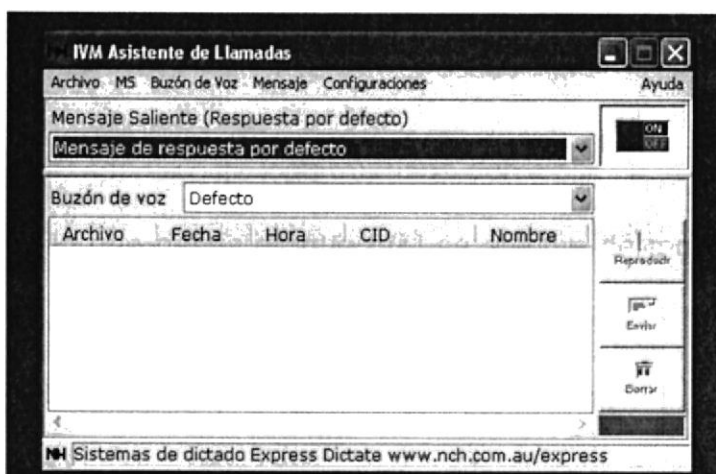 IVM Asistente de Llamadas
Archivo MS Buzón de Voz Mensaje Configuraciones Ayuda
Mensaje Saliente (Respuesta por defecto)
ON
OFF
Mensaje de respuesta por defecto
Buzón de voz Defecto
Archivo Fecha Hora CID Nombre
Reproducir
Enviar
Borrar
NH Sistemas de dictado Express Dictate www.nch.com.au/express